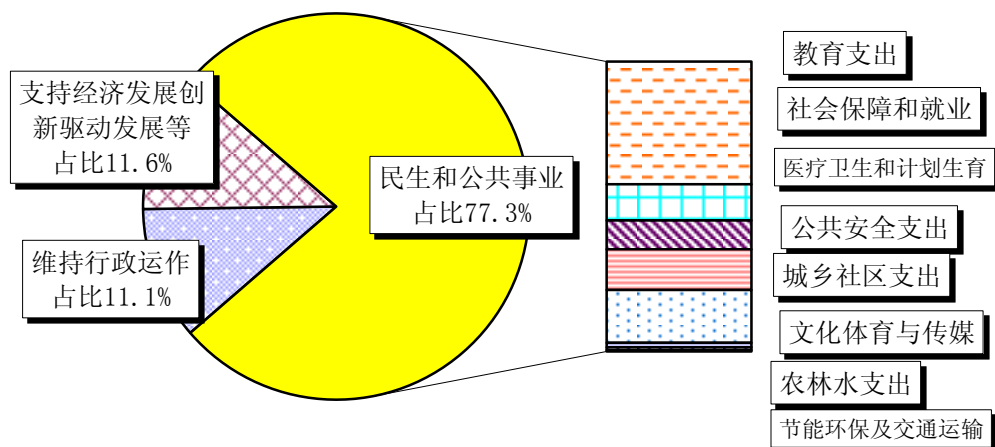 支持经济发展创
新驱动发展等
占比11.6%
维持行政运作
占比11.1%
民生和公共事业
占比77.3%
教育支出
社会保障和就业
医疗卫生和计划生育
公共安全支出
城乡社区支出
文化体育与传媒
农林水支出
节能环保及交通运输